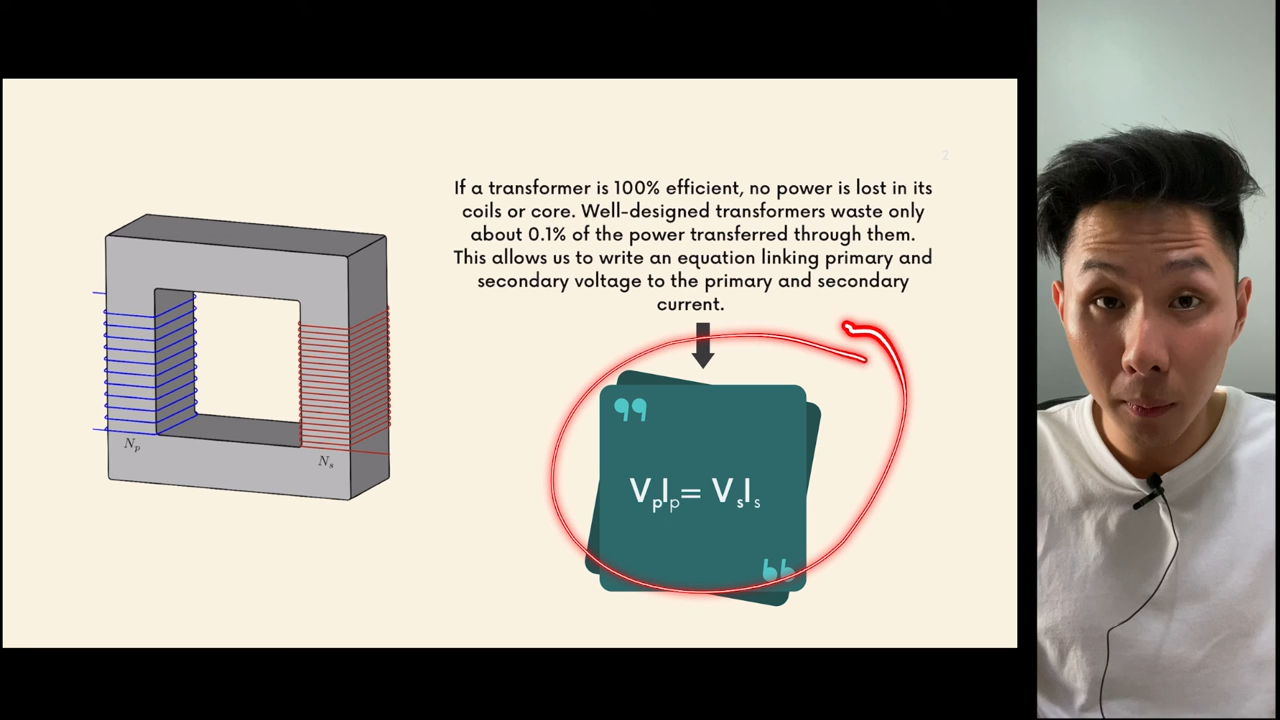 2
If a transformer is 100% efficient, no power is lost in its
coils or core. Well-designed transformers waste only
about 0.1% of the power transferred through them.
This allows us to write an equation linking primary and
secondary voltage to the primary and secondary
current.
VpIp= VsIs
Np
Ns